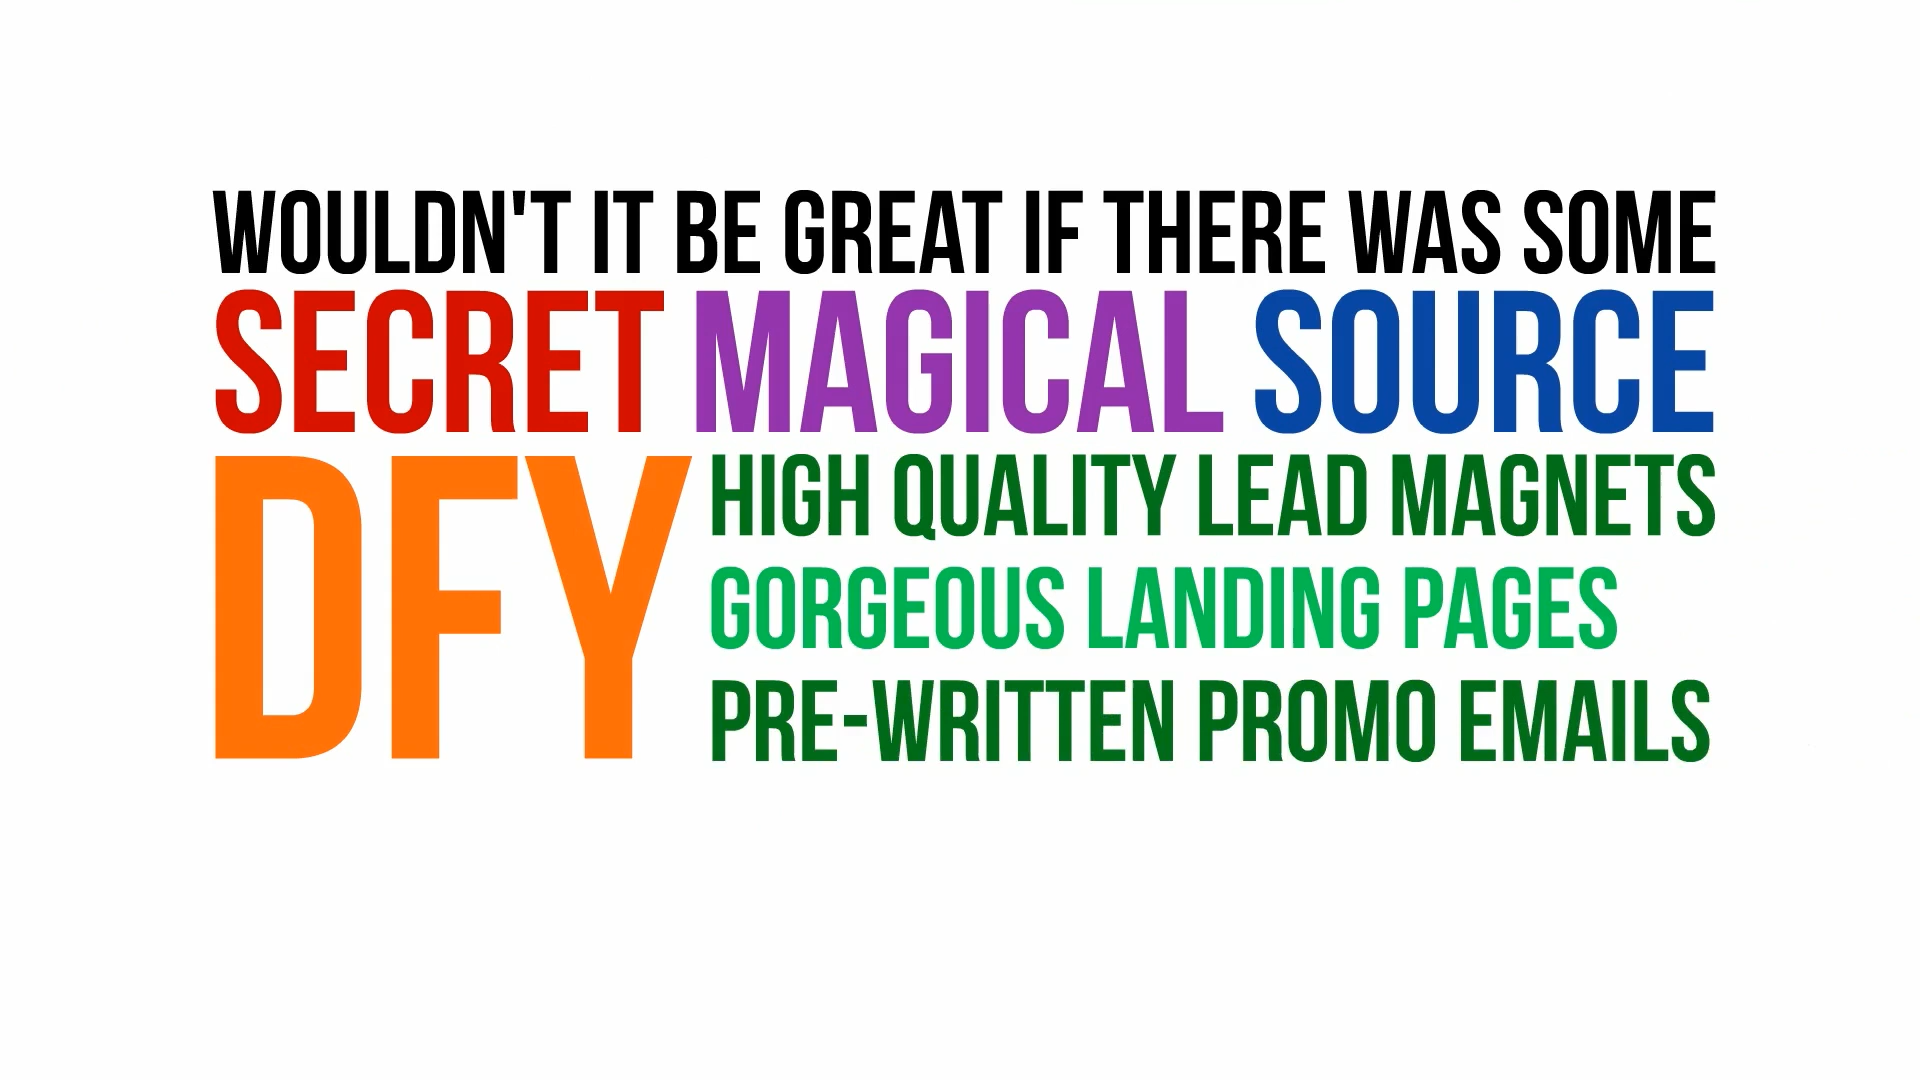 WOULDN'T IT BE GREAT IF THERE WAS SOME
SECRET MAGICAL SOURCE
DFY
HIGH QUALITY LEAD MAGNETS
GORGEOUS LANDING PAGES
PRE-WRITTEN PROMO EMAILS